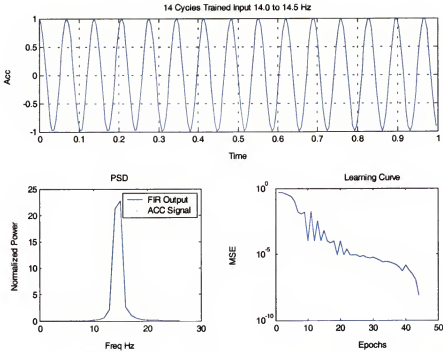 14 Cycles Trained Input 14.0 to 14.5 Hz
1
0.5
0
-0.5
-1
Acc
0 0.1 0.2 0.3 0.4 0.5 0.6 0.7 0.8 0.9 1
Time
PSD
25
20
15
10
5
0
Normalized Power
FIR Output
ACC Signal
0 10 20 30
Freq Hz
Learning Curve
10^0
10^-5
10^-10
MSE
0 10 20 30 40 50
Epochs